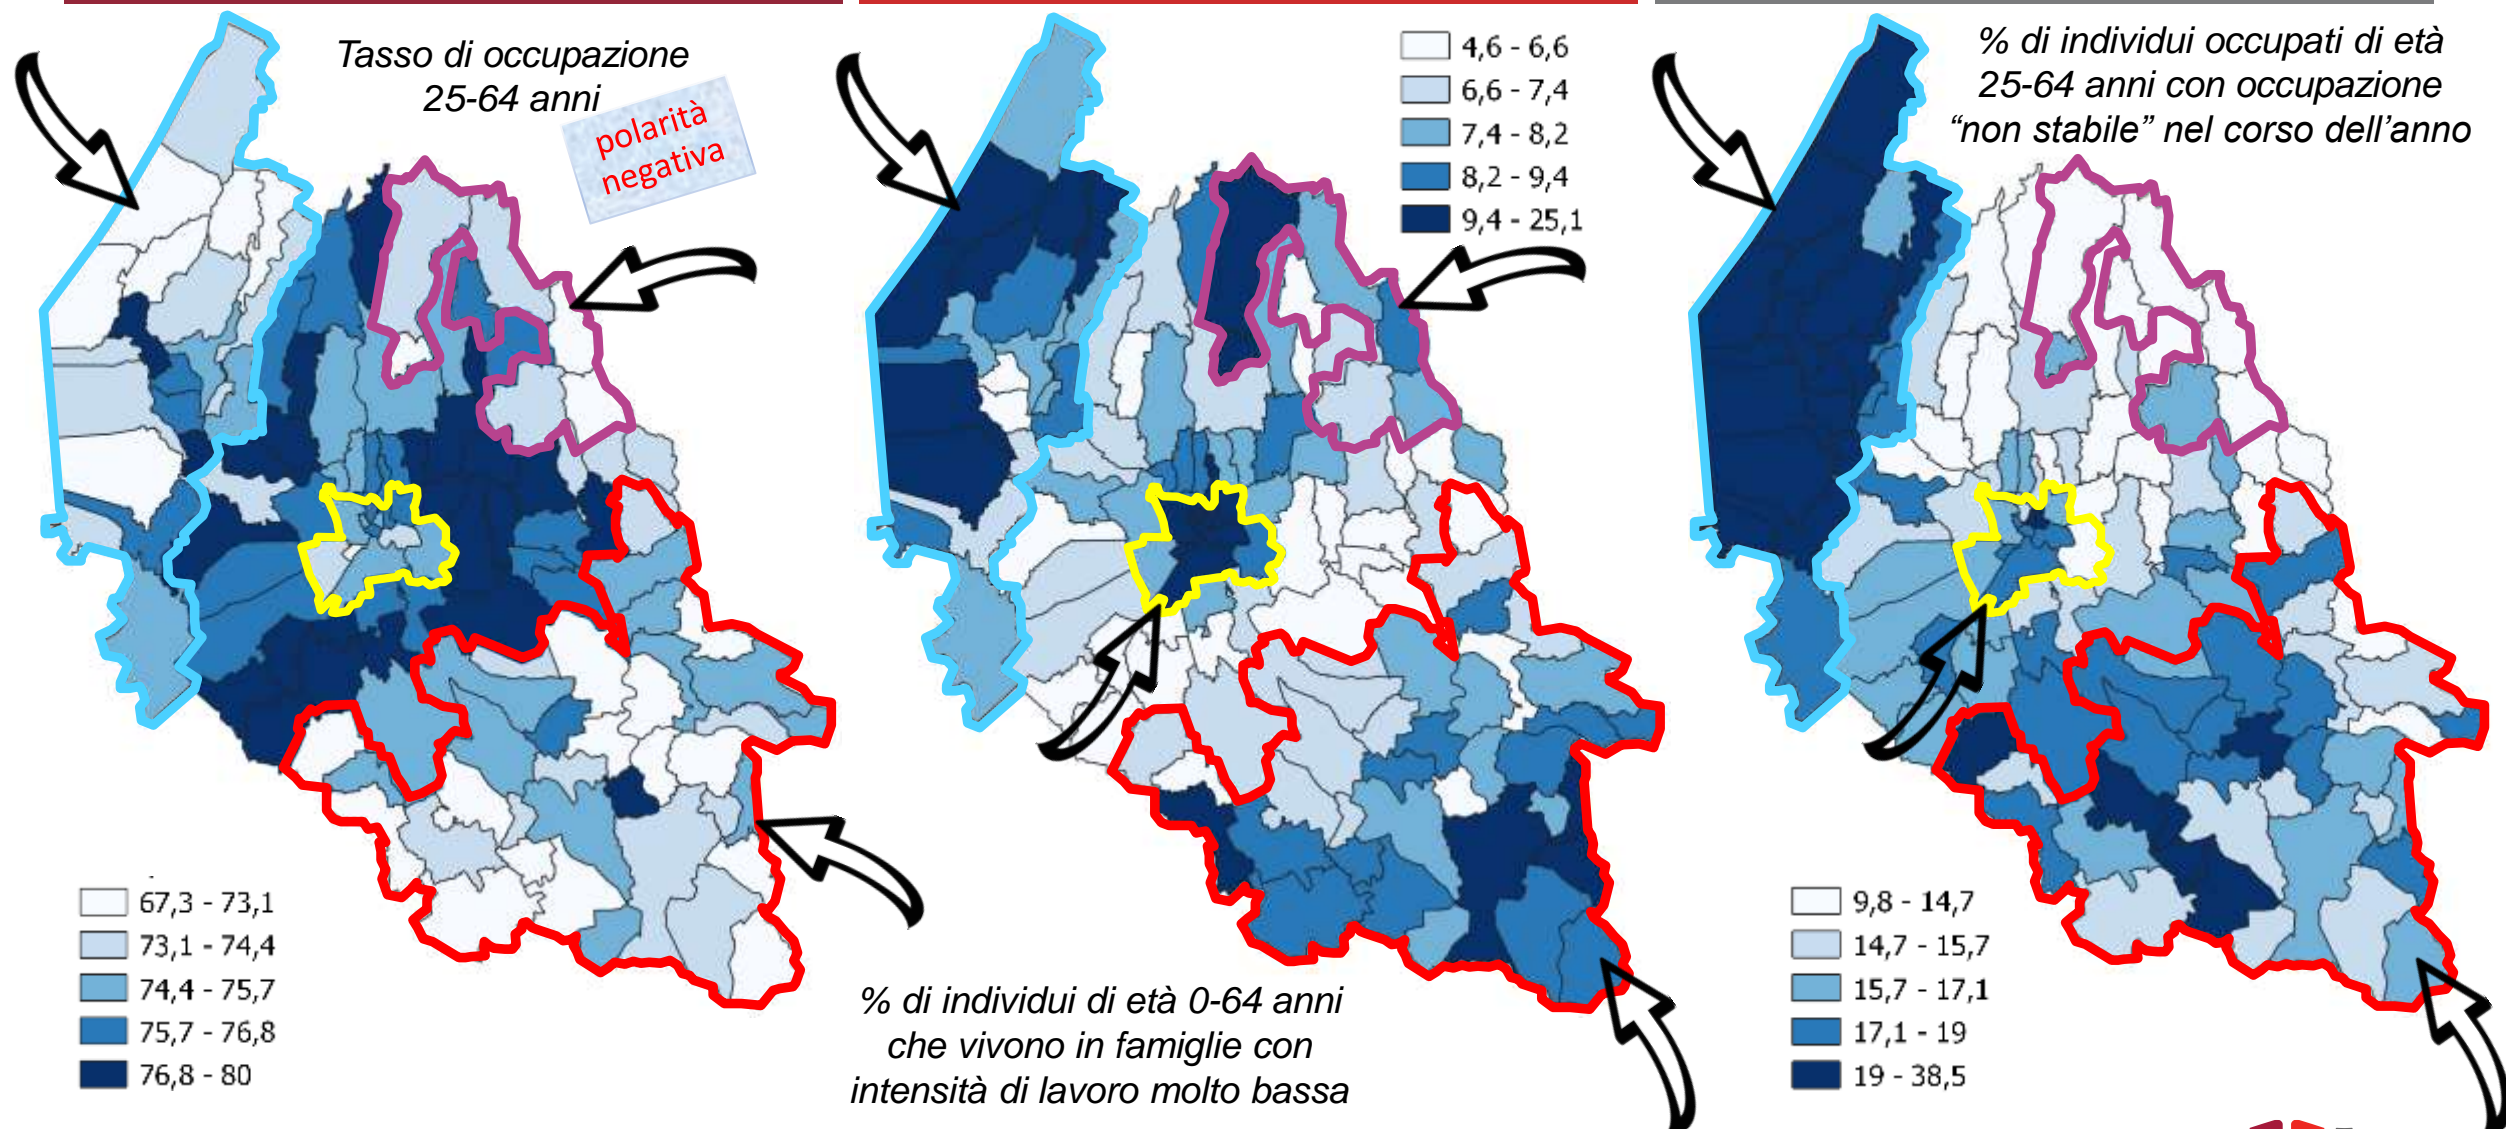 Tasso di occupazione
25-64 anni
polarità
negativa
67,3 - 73,1
73,1 - 74,4
74,4 - 75,7
75,7 - 76,8
76,8 - 80
4,6 - 6,6
6,6 - 7,4
7,4 - 8,2
8,2 - 9,4
9,4 - 25,1
% di individui di età 0-64 anni
che vivono in famiglie con
intensità di lavoro molto bassa
% di individui occupati di età
25-64 anni con occupazione
“non stabile” nel corso dell’anno
9,8 - 14,7
14,7 - 15,7
15,7 - 17,1
17,1 - 19
19 - 38,5